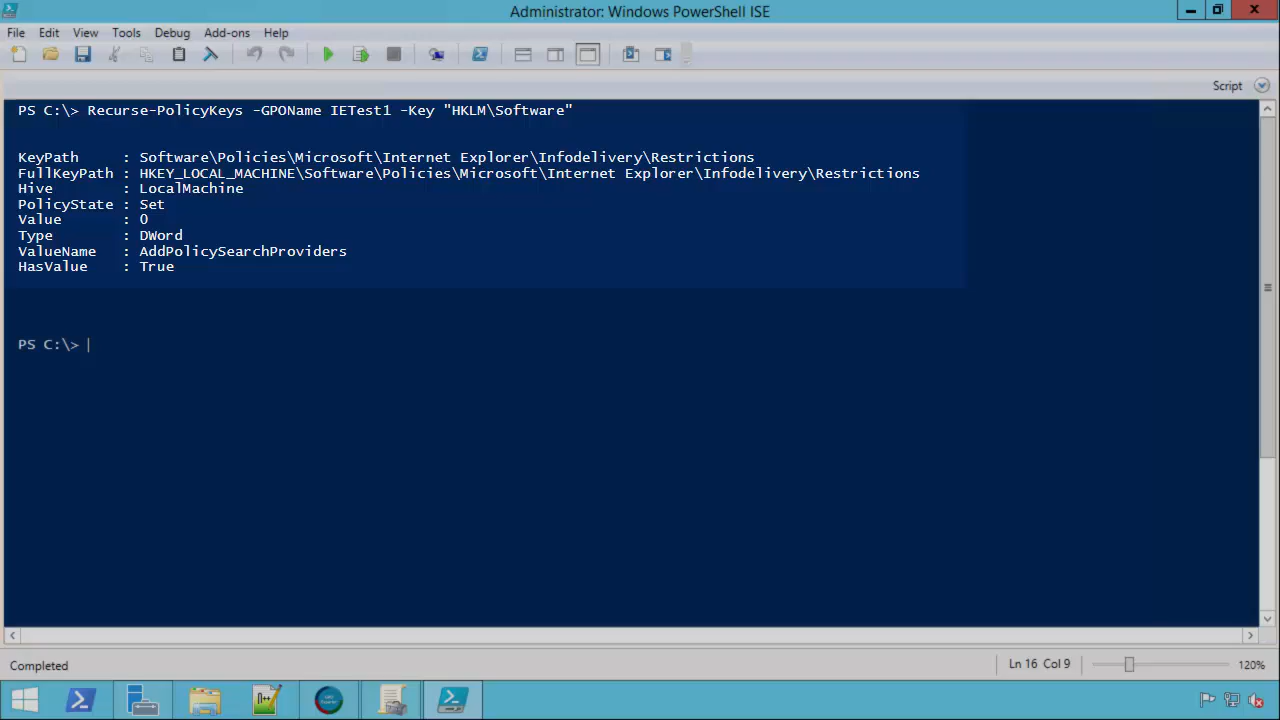 Administrator: Windows PowerShell ISE
File Edit View Tools Debug Add-ons Help
Script
PS C:\> Recurse-PolicyKeys -GPOName IETest1 -Key "HKLM\Software"
KeyPath : Software\Policies\Microsoft\Internet Explorer\Infodelivery\Restrictions
FullKeyPath : HKEY_LOCAL_MACHINE\Software\Policies\Microsoft\Internet Explorer\Infodelivery\Restrictions
Hive : LocalMachine
PolicyState : Set
Value : 0
Type : DWord
ValueName : AddPolicySearchProviders
HasValue : True
PS C:\>
Completed
Ln 16 Col 9
120%